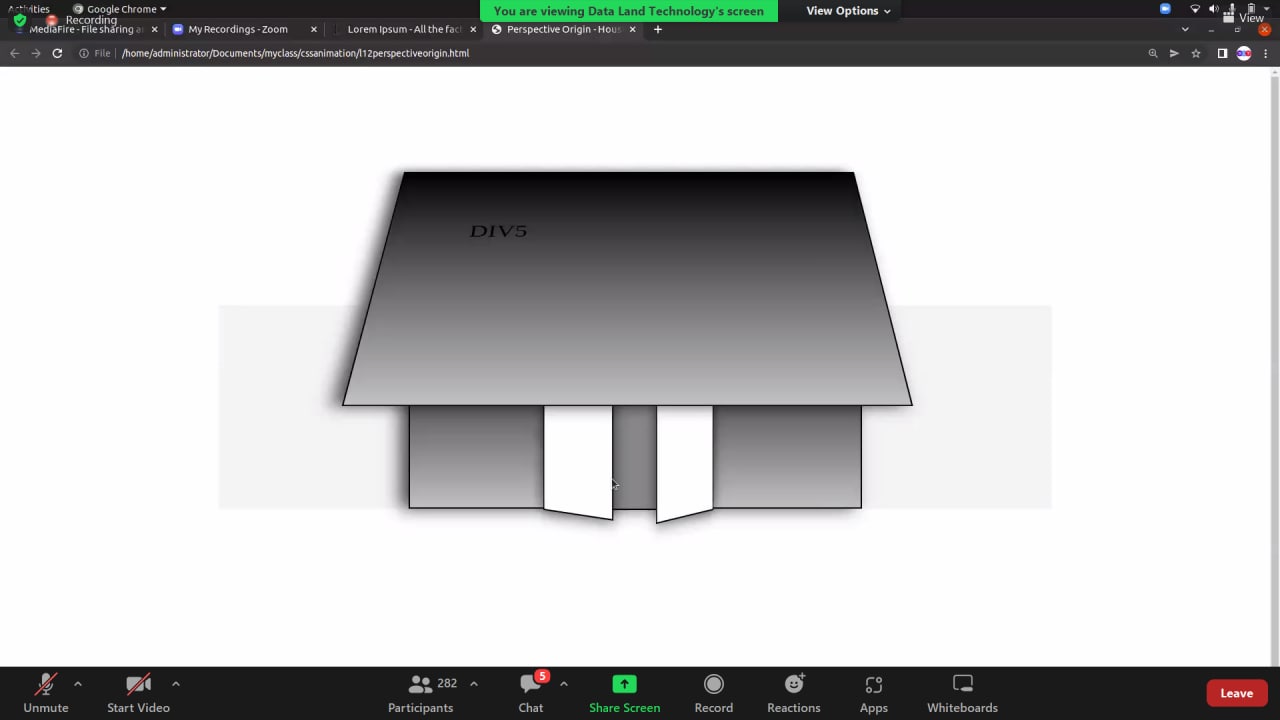 Activities
Google Chrome
Recording
You are viewing Data Land Technology's screen
View Options
View
MediaFire - File sharing a
My Recordings - Zoom
Lorem Ipsum - All the fac
Perspective Origin - Hou
File
/home/administrator/Documents/myclass/cssanimation/l12perspectiveorigin.html
DIV5
Unmute
Start Video
282
Participants
5
Chat
Share Screen
Record
Reactions
Apps
Whiteboards
Leave